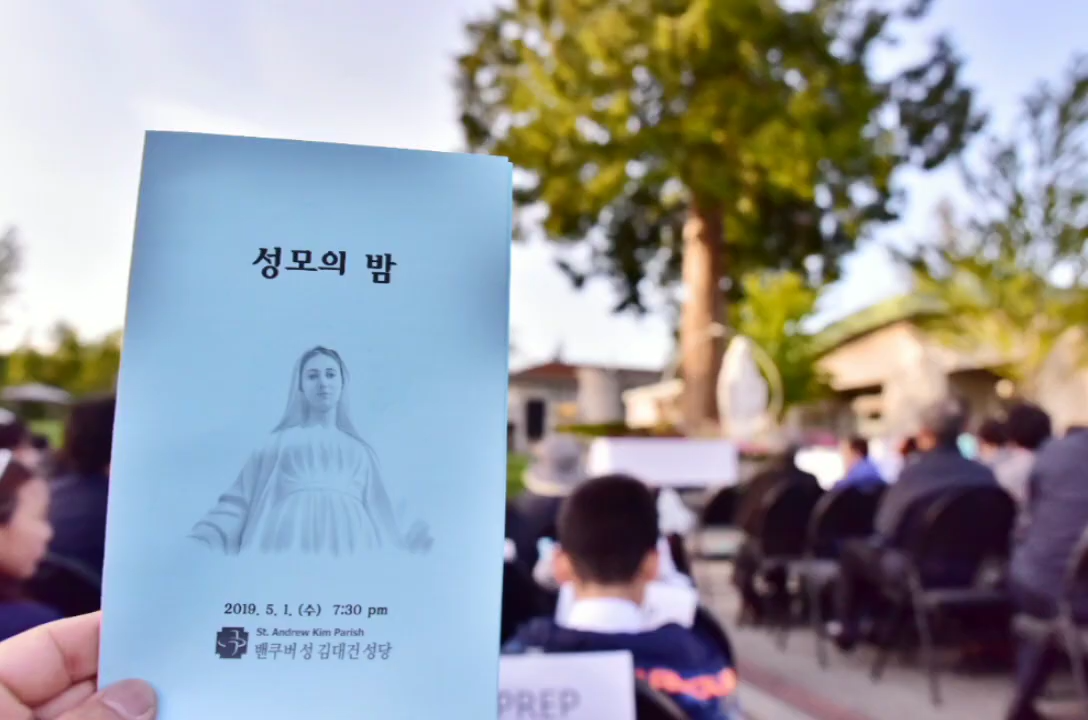 성모의 밤
2019. 5. 1. (수) 7:30 pm
St. Andrew Kim Parish
밴쿠버 성 김대건 성당
PREP